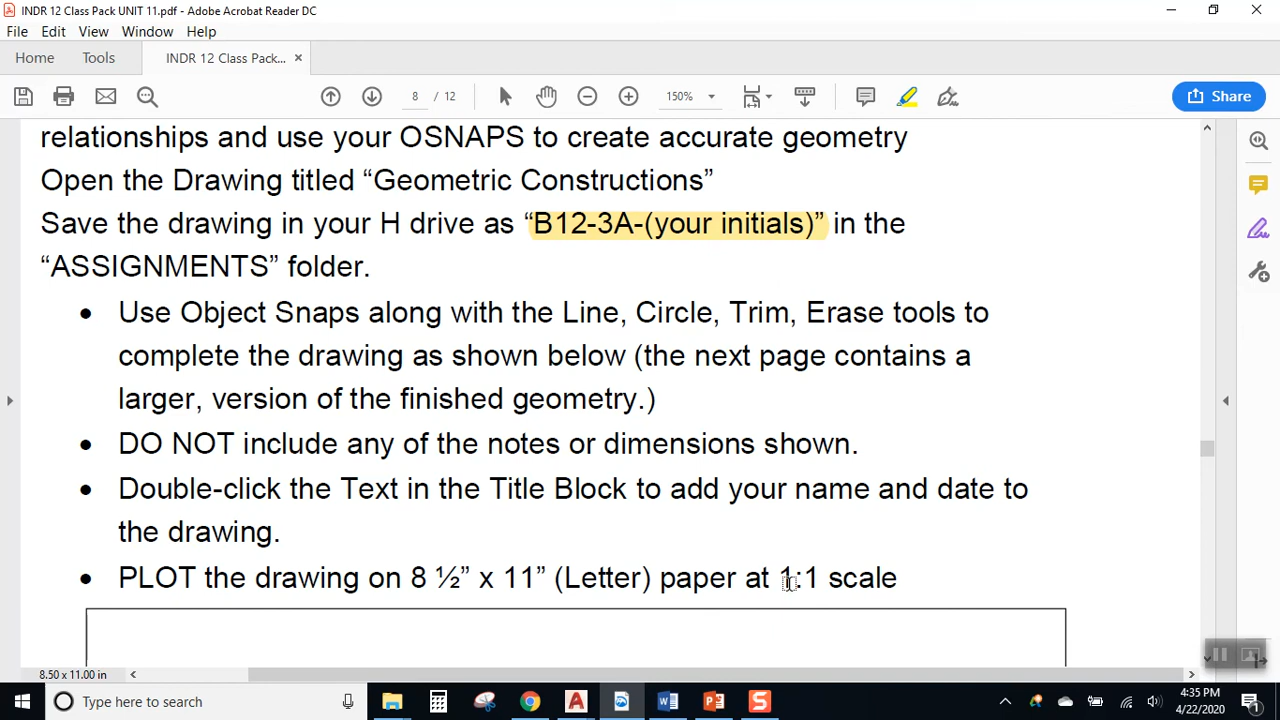 INDR 12 Class Pack UNIT 11.pdf - Adobe Acrobat Reader DC
File Edit View Window Help
Home Tools INDR 12 Class Pack... ×
8 / 12 150% Share
relationships and use your OSNAPS to create accurate geometry
Open the Drawing titled “Geometric Constructions”
Save the drawing in your H drive as “B12-3A-(your initials)” in the
“ASSIGNMENTS” folder.
• Use Object Snaps along with the Line, Circle, Trim, Erase tools to
complete the drawing as shown below (the next page contains a
larger, version of the finished geometry.)
• DO NOT include any of the notes or dimensions shown.
• Double-click the Text in the Title Block to add your name and date to
the drawing.
• PLOT the drawing on 8 ½” x 11” (Letter) paper at 1:1 scale
8.50 x 11.00 in
Type here to search
4:35 PM
4/22/2020